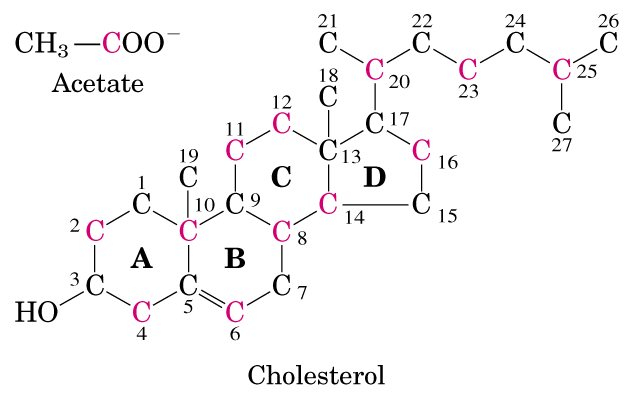 CH₃—COO⁻
Acetate
21 22 24 26
C C C C
C C C
20 23 25
18
C
12
C
17
C
C
27
11
C
C
13
C
16
19
C
C
D
1
C
10
C
9
C
14
C
15
2
C
C
8
A
B
3
C
C
5
C
7
HO
C
4
C
6
Cholesterol